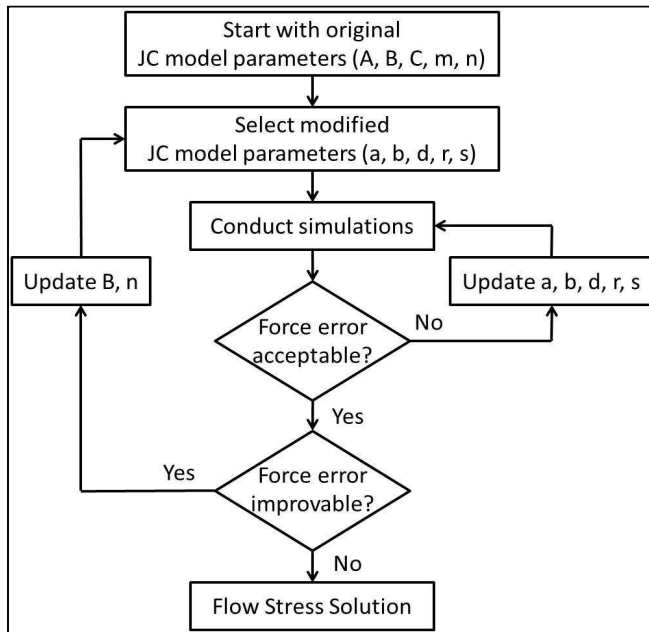 Start with original
JC model parameters (A, B, C, m, n)
Select modified
JC model parameters (a, b, d, r, s)
Conduct simulations
Update B, n
Update a, b, d, r, s
Force error
acceptable?
No
Yes
Force error
improvable?
Yes
No
Flow Stress Solution